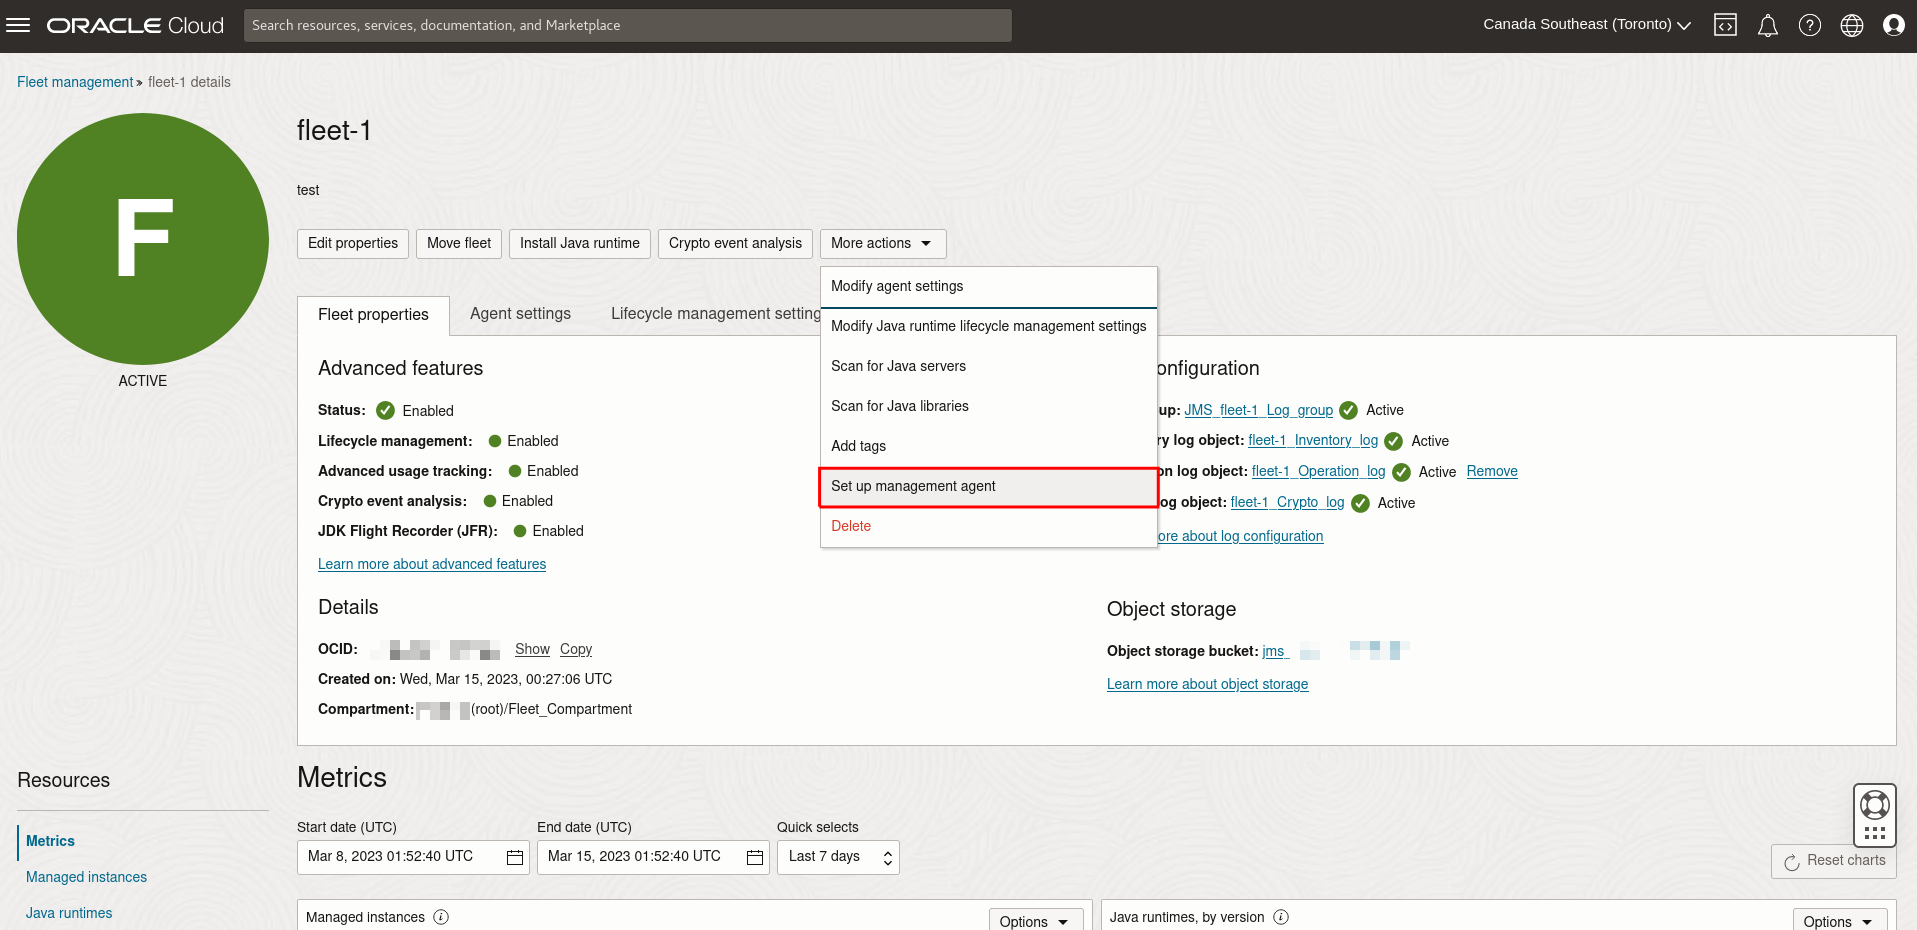 ORACLE Cloud
Search resources, services, documentation, and Marketplace
Canada Southeast (Toronto)
Fleet management » fleet-1 details
F
ACTIVE
fleet-1
test
Edit properties
Move fleet
Install Java runtime
Crypto event analysis
More actions
Modify agent settings
Modify Java runtime lifecycle management settings
Scan for Java servers
Scan for Java libraries
Add tags
Set up management agent
Delete
Fleet properties
Agent settings
Lifecycle management setting
Advanced features
Status: Enabled
Lifecycle management: Enabled
Advanced usage tracking: Enabled
Crypto event analysis: Enabled
JDK Flight Recorder (JFR): Enabled
Learn more about advanced features
onfiguration
up: JMS_fleet-1_Log_group Active
ry log object: fleet-1_Inventory_log Active
on log object: fleet-1_Operation_log Active Remove
og object: fleet-1_Crypto_log Active
ore about log configuration
Details
OCID: Show Copy
Created on: Wed, Mar 15, 2023, 00:27:06 UTC
Compartment: (root)/Fleet_Compartment
Object storage
Object storage bucket: jms_
Learn more about object storage
Resources
Metrics
Managed instances
Java runtimes
Metrics
Start date (UTC)
Mar 8, 2023 01:52:40 UTC
End date (UTC)
Mar 15, 2023 01:52:40 UTC
Quick selects
Last 7 days
Reset charts
Managed instances
Options
Java runtimes, by version
Options